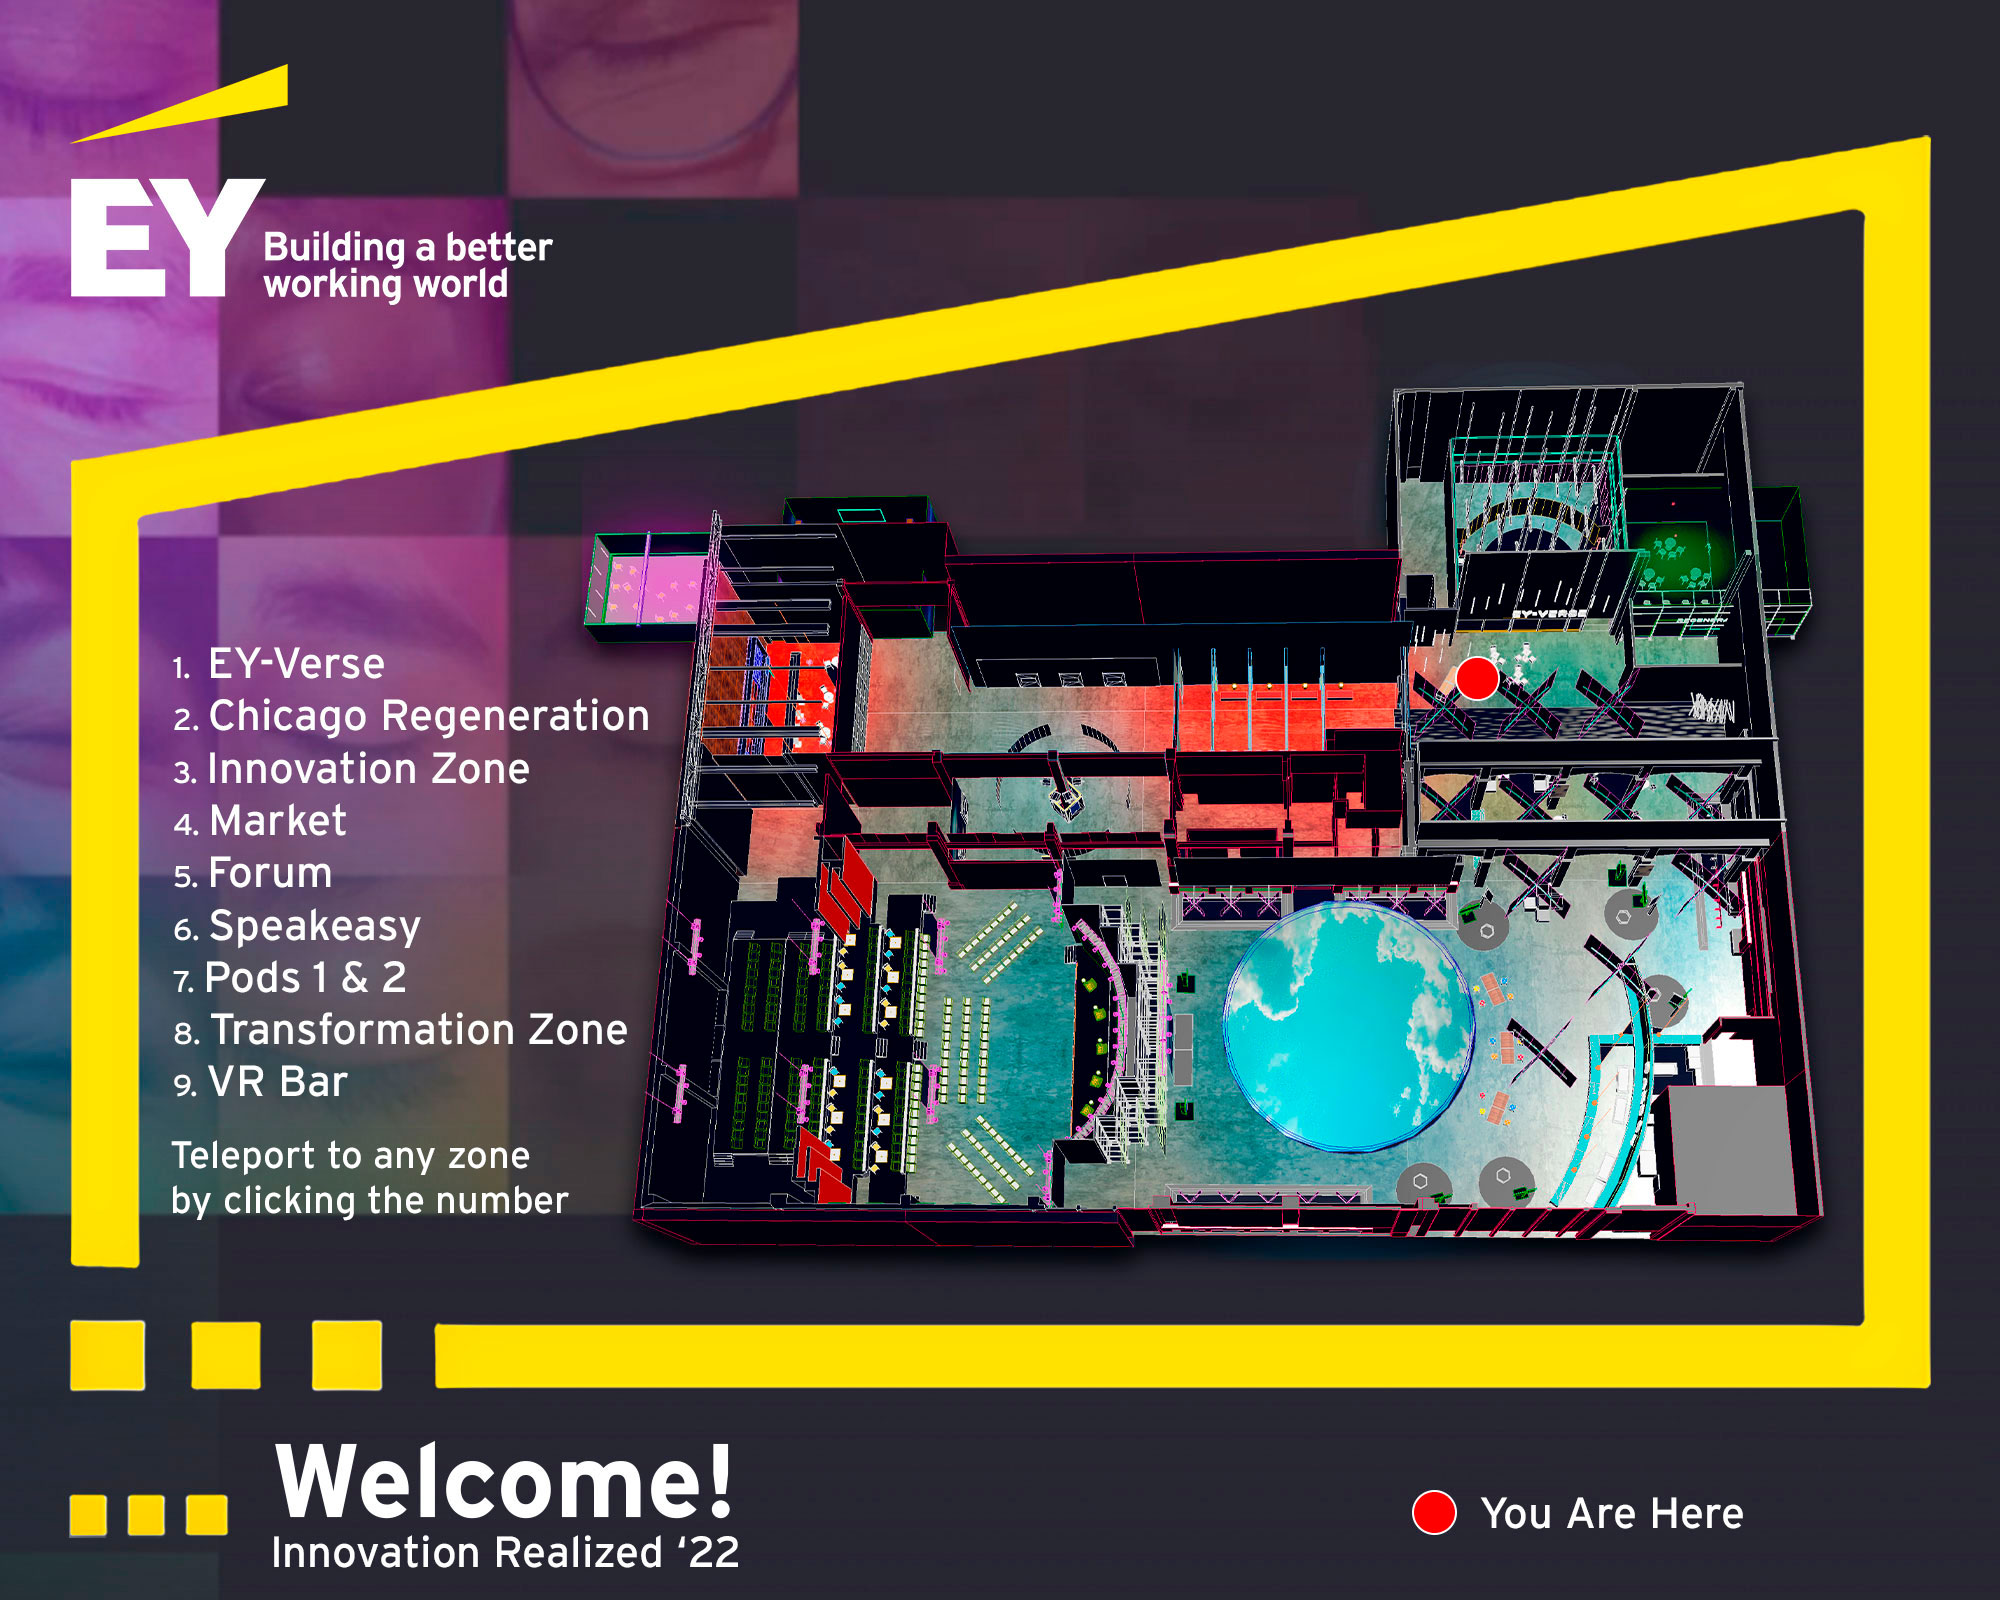 EY
Building a better
working world
EY-VERSE
1. EY-Verse
2. Chicago Regeneration
3. Innovation Zone
4. Market
5. Forum
6. Speakeasy
7. Pods 1 & 2
8. Transformation Zone
9. VR Bar
Teleport to any zone
by clicking the number
Welcome!
Innovation Realized ‘22
You Are Here